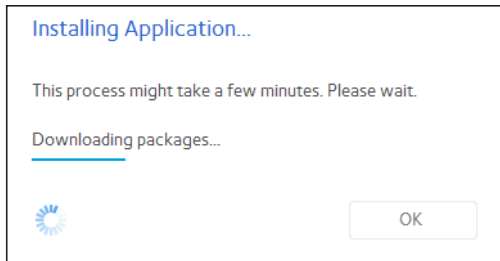 Installing Application...
This process might take a few minutes. Please wait.
Downloading packages...
OK